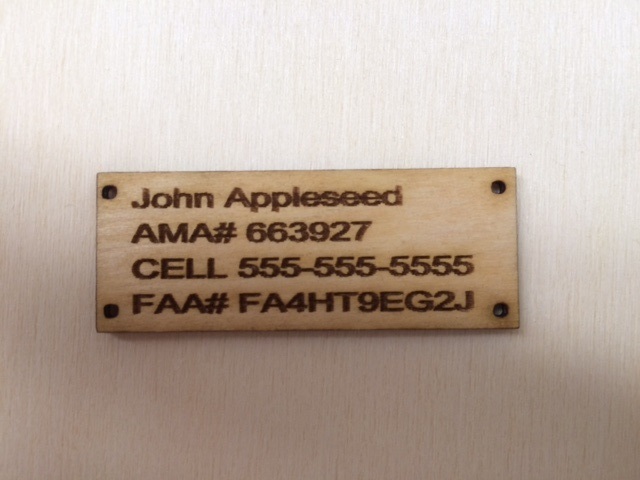 John Appleseed
AMA# 663927
CELL 555-555-5555
FAA# FA4HT9EG2J